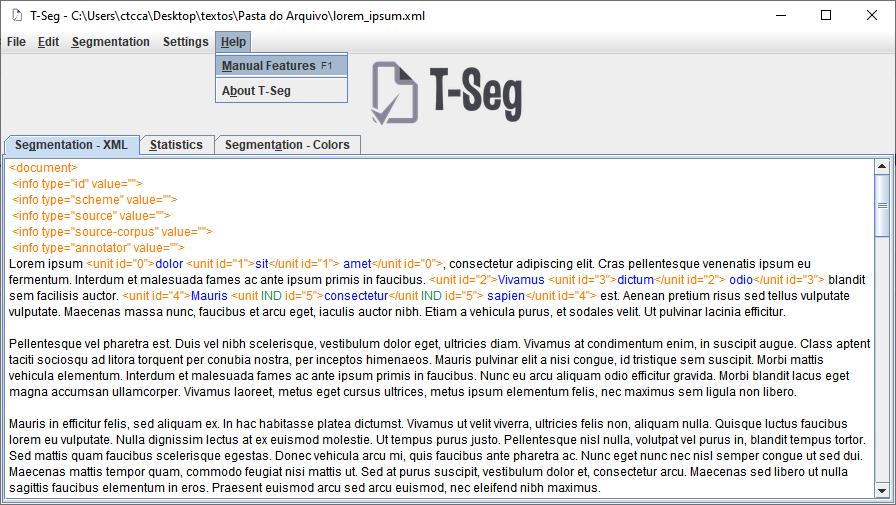 T-Seg - C:\Users\ctcca\Desktop\textos\Pasta do Arquivo\lorem_ipsum.xml
File Edit Segmentation Settings Help
Manual Features F1
About T-Seg
T-Seg
Segmentation - XML Statistics Segmentation - Colors
<document>
<info type="id" value="">
<info type="scheme" value="">
<info type="source" value="">
<info type="source-corpus" value="">
<info type="annotator" value="">
Lorem ipsum <unit id="0">dolor <unit id="1">sit</unit id="1"> amet</unit id="0">, consectetur adipiscing elit. Cras pellentesque venenatis ipsum eu
fermentum. Interdum et malesuada fames ac ante ipsum primis in faucibus. <unit id="2">Vivamus <unit id="3">dictum</unit id="2"> odio</unit id="3"> blandit
sem facilisis auctor. <unit id="4">Mauris <unit IND id="5">consectetur</unit IND id="5"> sapien</unit id="4"> est. Aenean pretium risus sed tellus vulputate
vulputate. Maecenas massa nunc, faucibus et arcu eget, iaculis auctor nibh. Etiam a vehicula purus, et sodales velit. Ut pulvinar lacinia efficitur.
Pellentesque vel pharetra est. Duis vel nibh scelerisque, vestibulum dolor eget, ultricies diam. Vivamus at condimentum enim, in suscipit augue. Class aptent
taciti sociosqu ad litora torquent per conubia nostra, per inceptos himenaeos. Mauris pulvinar elit a nisi congue, id tristique sem suscipit. Morbi mattis
vehicula elementum. Interdum et malesuada fames ac ante ipsum primis in faucibus. Nunc eu arcu aliquam odio efficitur gravida. Morbi blandit lacus eget
magna accumsan ullamcorper. Vivamus laoreet, metus eget cursus ultrices, metus ipsum elementum felis, nec maximus sem ligula non libero.
Mauris in efficitur felis, sed aliquam ex. In hac habitasse platea dictumst. Vivamus ut velit viverra, ultricies felis non, aliquam nulla. Quisque luctus faucibus
lorem eu vulputate. Nulla dignissim lectus at ex euismod molestie. Ut tempus purus justo. Pellentesque nisl nulla, volutpat vel purus in, blandit tempus tortor.
Sed mattis quam faucibus scelerisque egestas. Donec vehicula arcu mi, quis faucibus ante pharetra ac. Nunc eget nunc nec nisl semper congue ut sed dui.
Maecenas mattis tempor quam, commodo feugiat nisi mattis ut. Sed at purus suscipit, vestibulum dolor et, consectetur arcu. Maecenas sed libero ut nulla
sagittis faucibus elementum in eros. Praesent euismod arcu sed arcu euismod, nec eleifend nibh maximus.